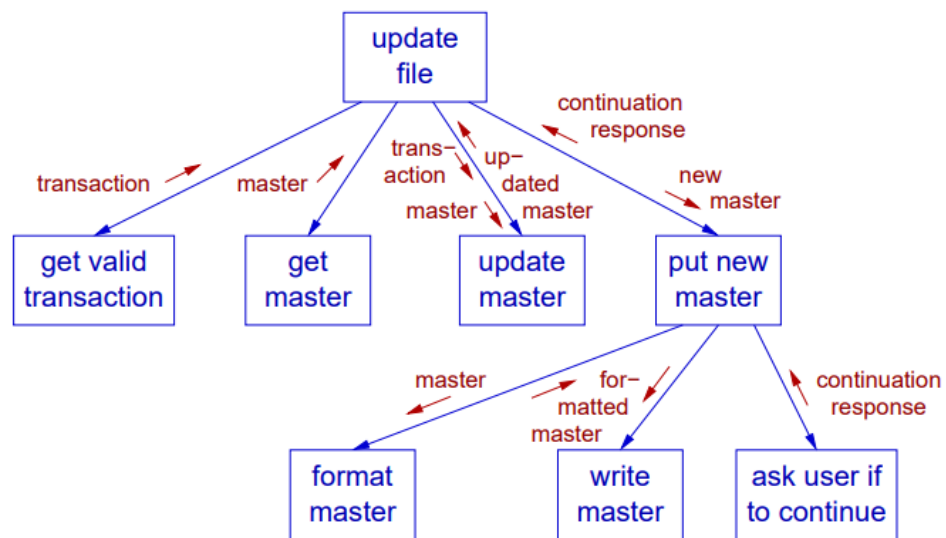 update
file
continuation
response
trans-
action
up-
dated
master
transaction
master
master
new
master
get valid
transaction
get
master
update
master
put new
master
master
for-
matted
master
continuation
response
format
master
write
master
ask user if
to continue